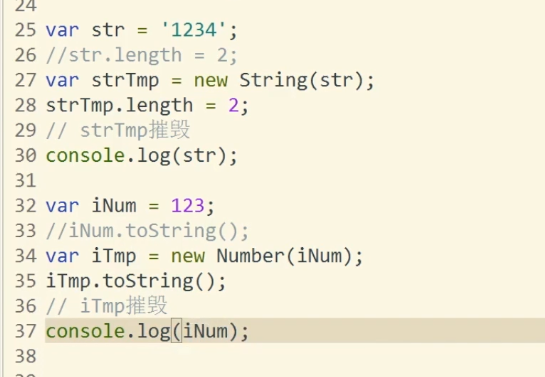 24
25 var str = '1234';
26 //str.length = 2;
27 var strTmp = new String(str);
28 strTmp.length = 2;
29 // strTmp摧毁
30 console.log(str);
31
32 var iNum = 123;
33 //iNum.toString();
34 var iTmp = new Number(iNum);
35 iTmp.toString();
36 // iTmp摧毁
37 console.log(iNum);
38
39